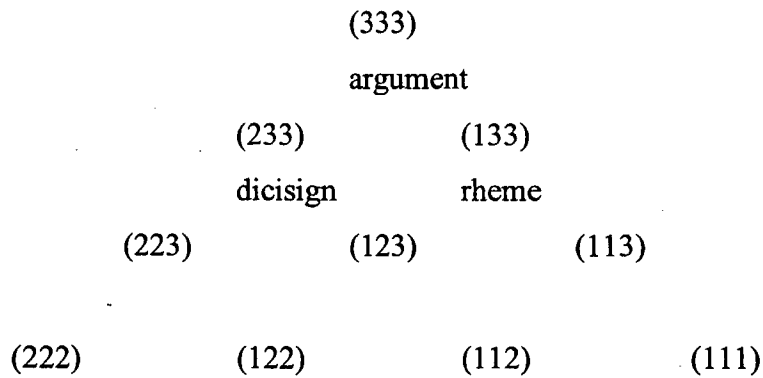 (333)
argument
(233) (133)
dicisign rheme
(223) (123) (113)
(222) (122) (112) (111)